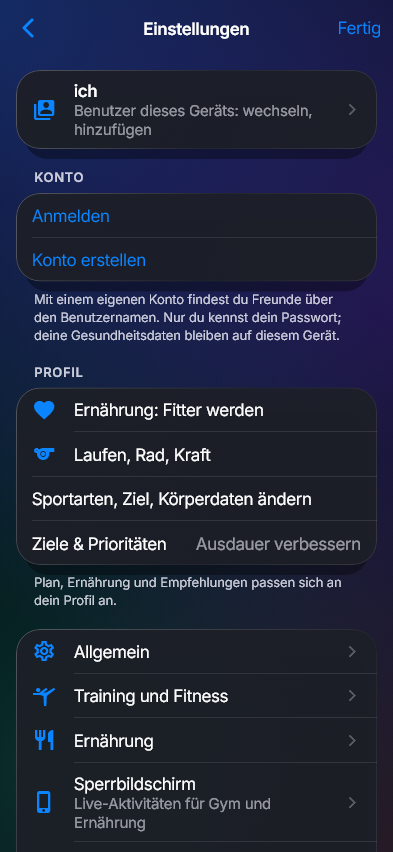 Einstellungen
Fertig
ich
Benutzer dieses Geräts: wechseln,
hinzufügen
KONTO
Anmelden
Konto erstellen
Mit einem eigenen Konto findest du Freunde über
den Benutzernamen. Nur du kennst dein Passwort;
deine Gesundheitsdaten bleiben auf diesem Gerät.
PROFIL
Ernährung: Fitter werden
Laufen, Rad, Kraft
Sportarten, Ziel, Körperdaten ändern
Ziele & Prioritäten
Ausdauer verbessern
Plan, Ernährung und Empfehlungen passen sich an
dein Profil an.
Allgemein
Training und Fitness
Ernährung
Sperrbildschirm
Live-Aktivitäten für Gym und
Ernährung